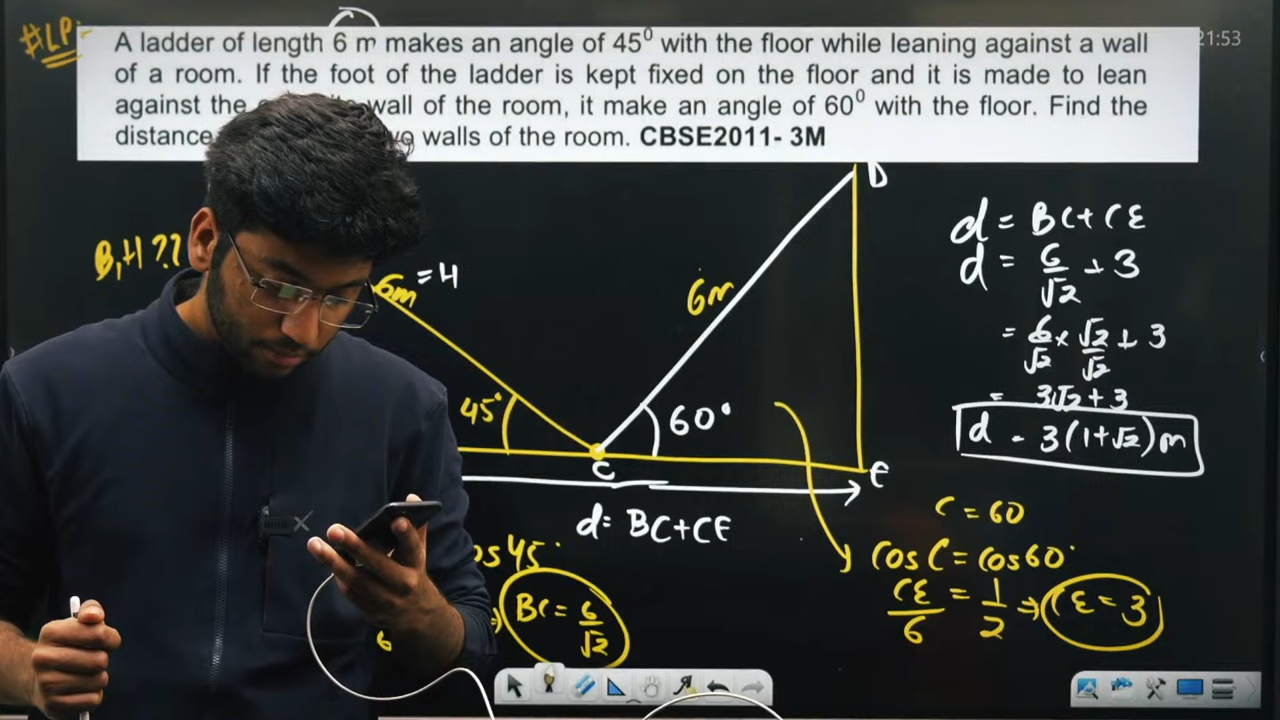 #LP:
21:53
A ladder of length 6 m makes an angle of 45⁰ with the floor while leaning against a wall
of a room. If the foot of the ladder is kept fixed on the floor and it is made to lean
against the wall of the room, it make an angle of 60⁰ with the floor. Find the
distance walls of the room. CBSE2011- 3M
B,H ??
6m = H
6m
D
45°
60°
C
E
d = BC+CE
d = BC+CE
d = 6/√2 + 3
= 6/√2 × √2/√2 + 3
= 3√2 + 3
d = 3(1+√2)m
os 45°
6
⇒ BC = 6/√2
C = 60
cos C = cos 60°
CE/6 = 1/2 ⇒ CE = 3